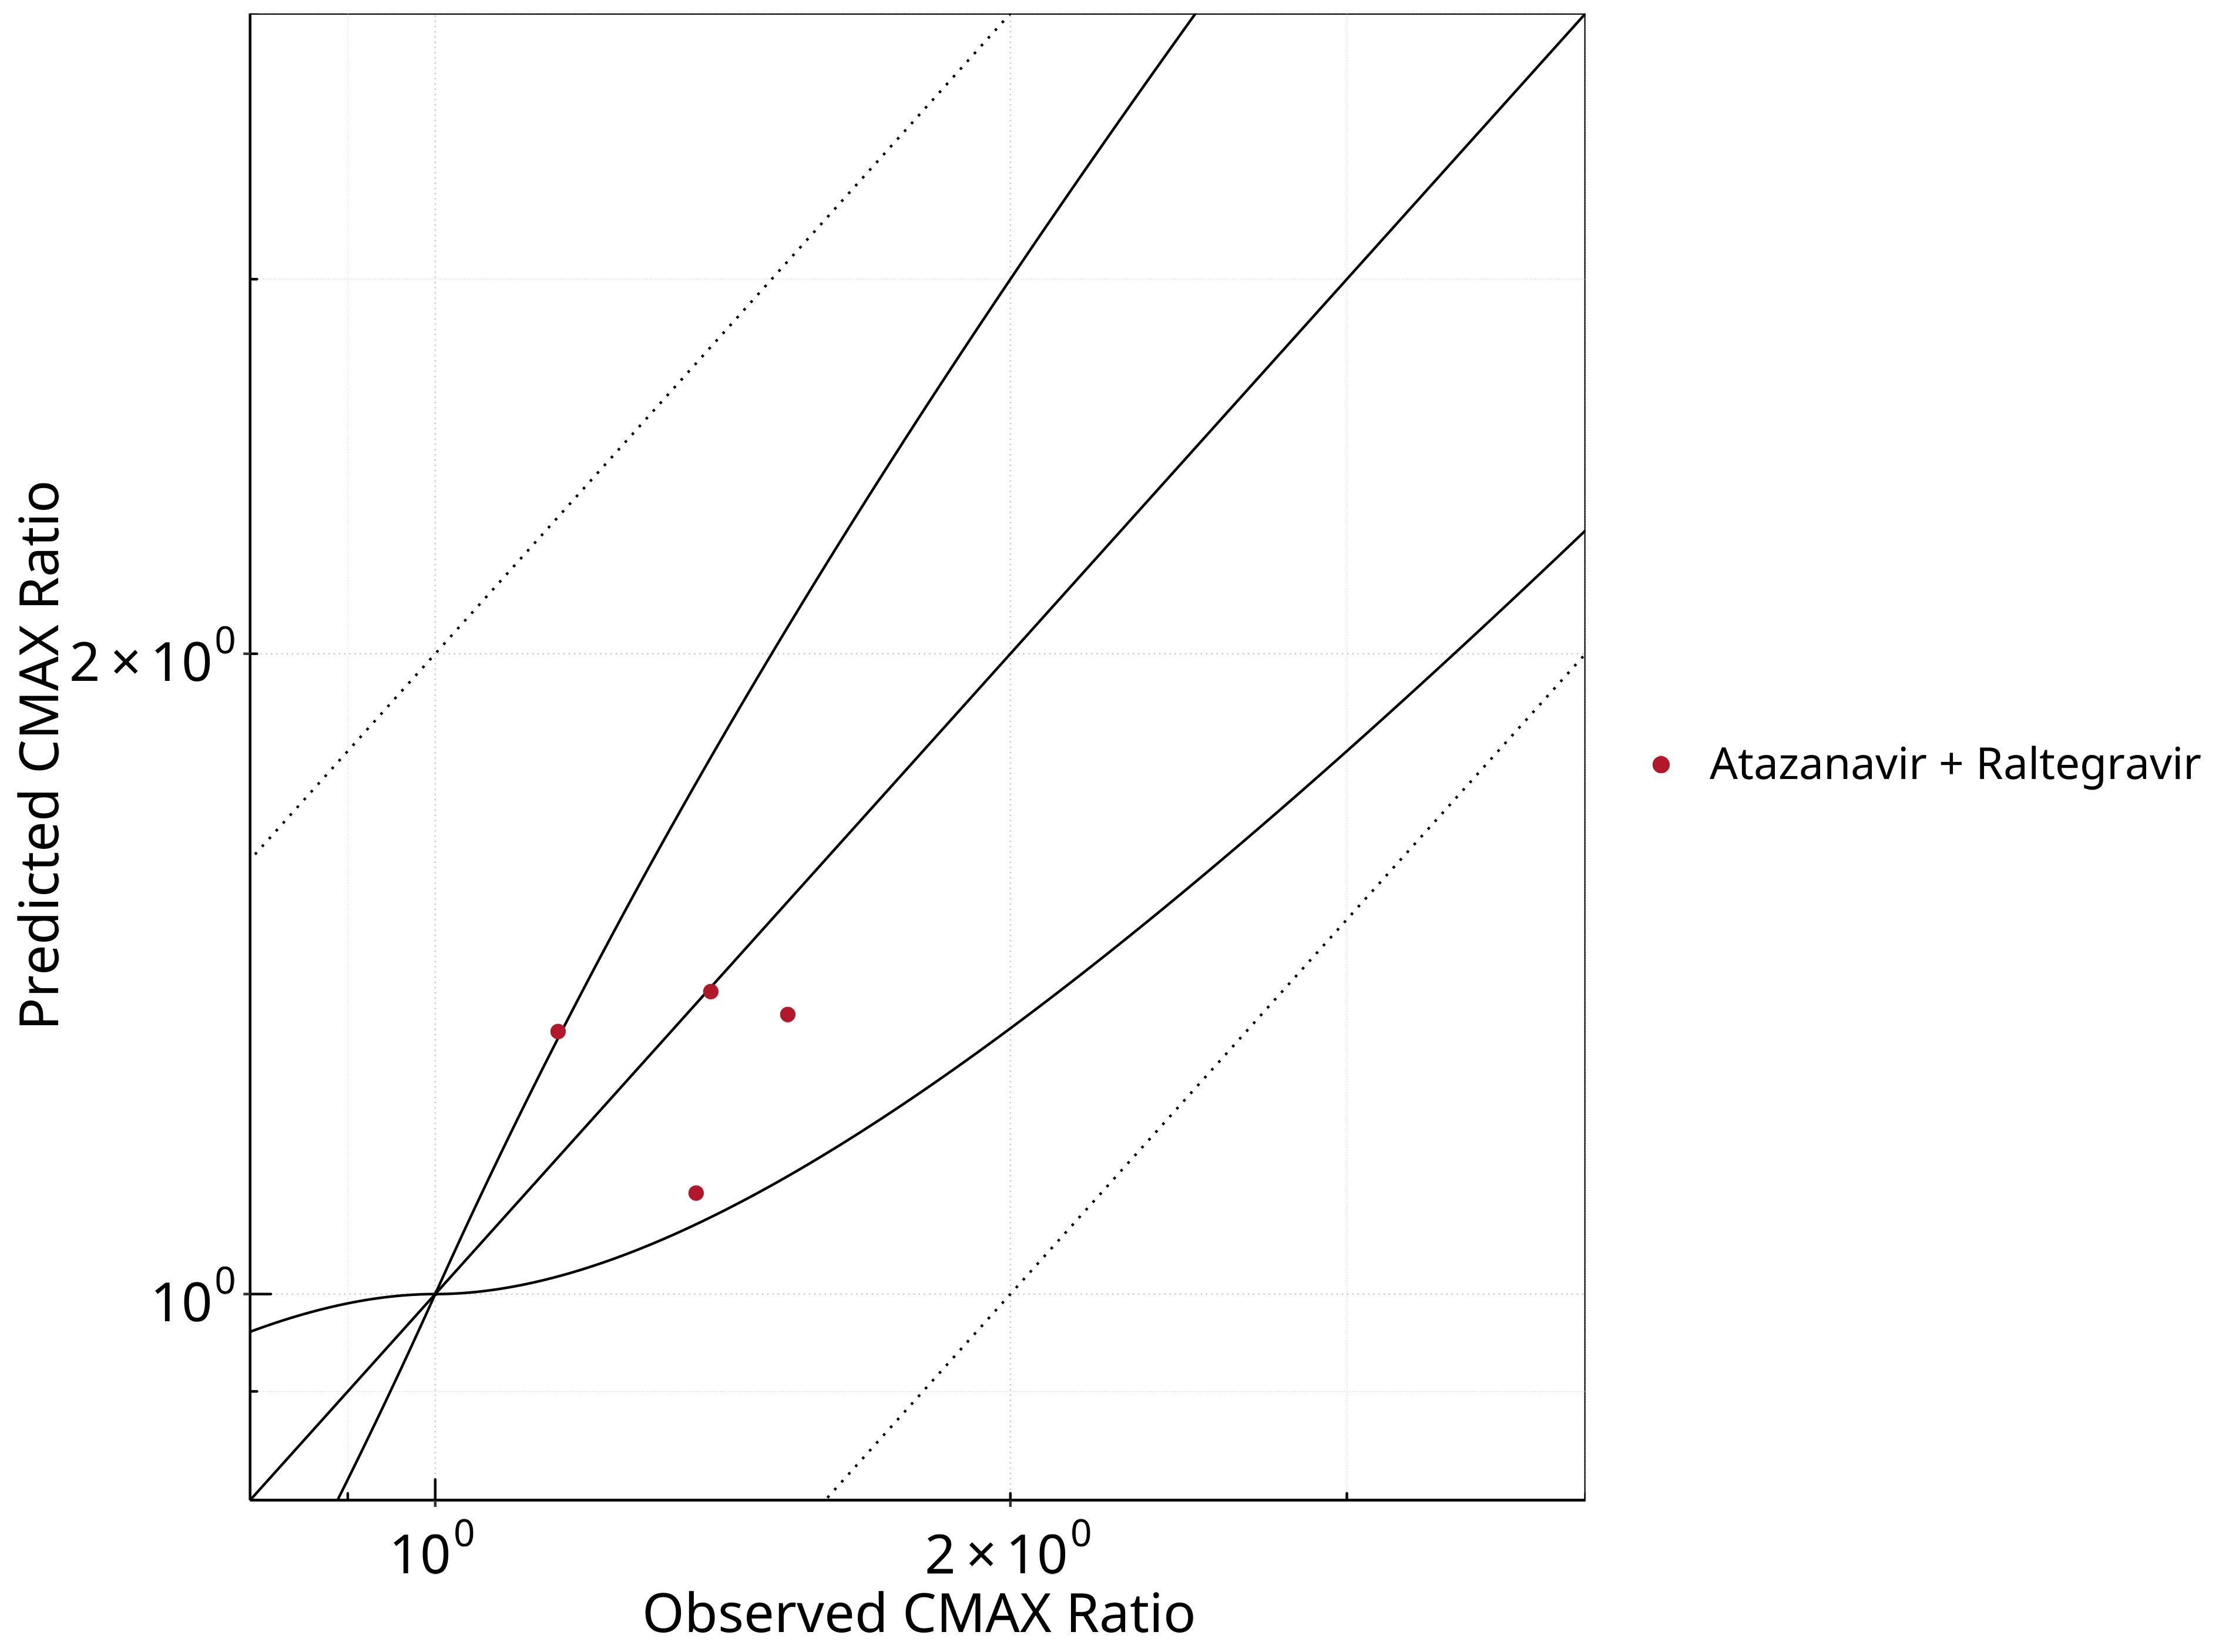 Predicted CMAX Ratio
2 × 10⁰
10⁰
10⁰
2 × 10⁰
Observed CMAX Ratio
Atazanavir + Raltegravir